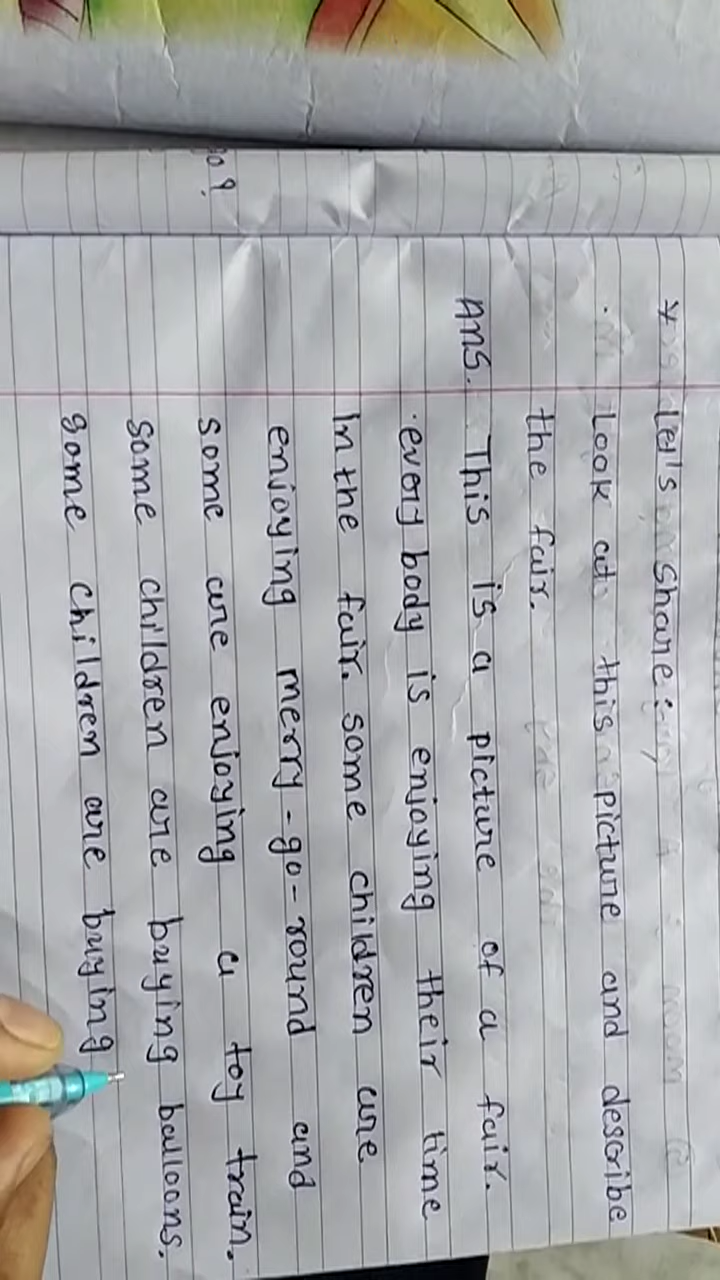 * Let's share :-
. Look at this picture and describe
the fair.
Ans. This is a picture of a fair.
everybody is enjoying their time
In the fair. some children are
enjoying merry-go-round and
some are enjoying a toy train.
some children are buying balloons.
some children are buying